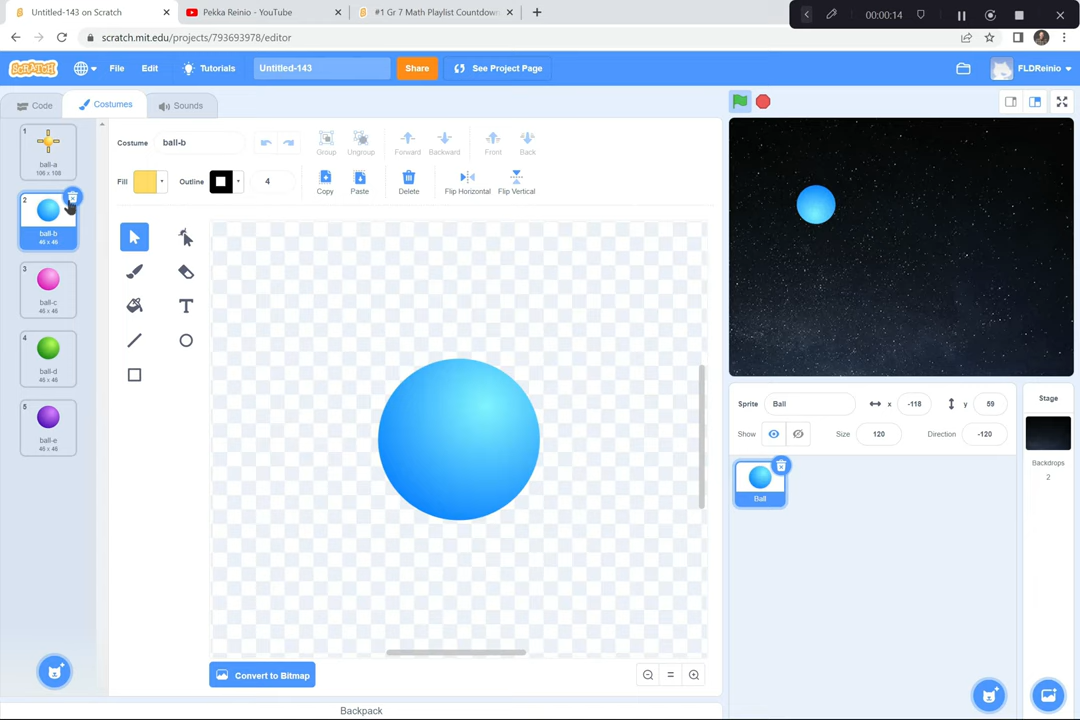 Untitled-143 on Scratch
Pekka Reinio - YouTube
#1 Gr 7 Math Playlist Countdown
00:00:14
scratch.mit.edu/projects/793693978/editor
SCRATCH
File
Edit
Tutorials
Untitled-143
Share
See Project Page
FLDReinio
Code
Costumes
Sounds
1
ball-a
106 x 108
2
ball-b
46 x 46
3
ball-c
46 x 46
4
ball-d
46 x 46
5
ball-e
46 x 46
Costume
ball-b
Group
Ungroup
Forward
Backward
Front
Back
Fill
Outline
4
Copy
Paste
Delete
Flip Horizontal
Flip Vertical
T
Convert to Bitmap
Backpack
Sprite
Ball
x
-118
y
59
Show
Size
120
Direction
-120
Ball
Stage
Backdrops
2